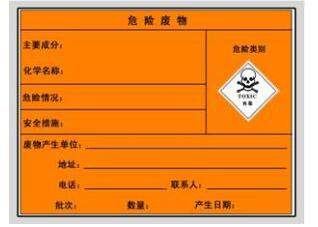 危险废物
主要成分：
危险类别
化学名称：
TOXIC
有毒
危险情况：
安全措施：
废物产生单位：
地址：
电话： 联系人：
批次： 数量： 产生日期：